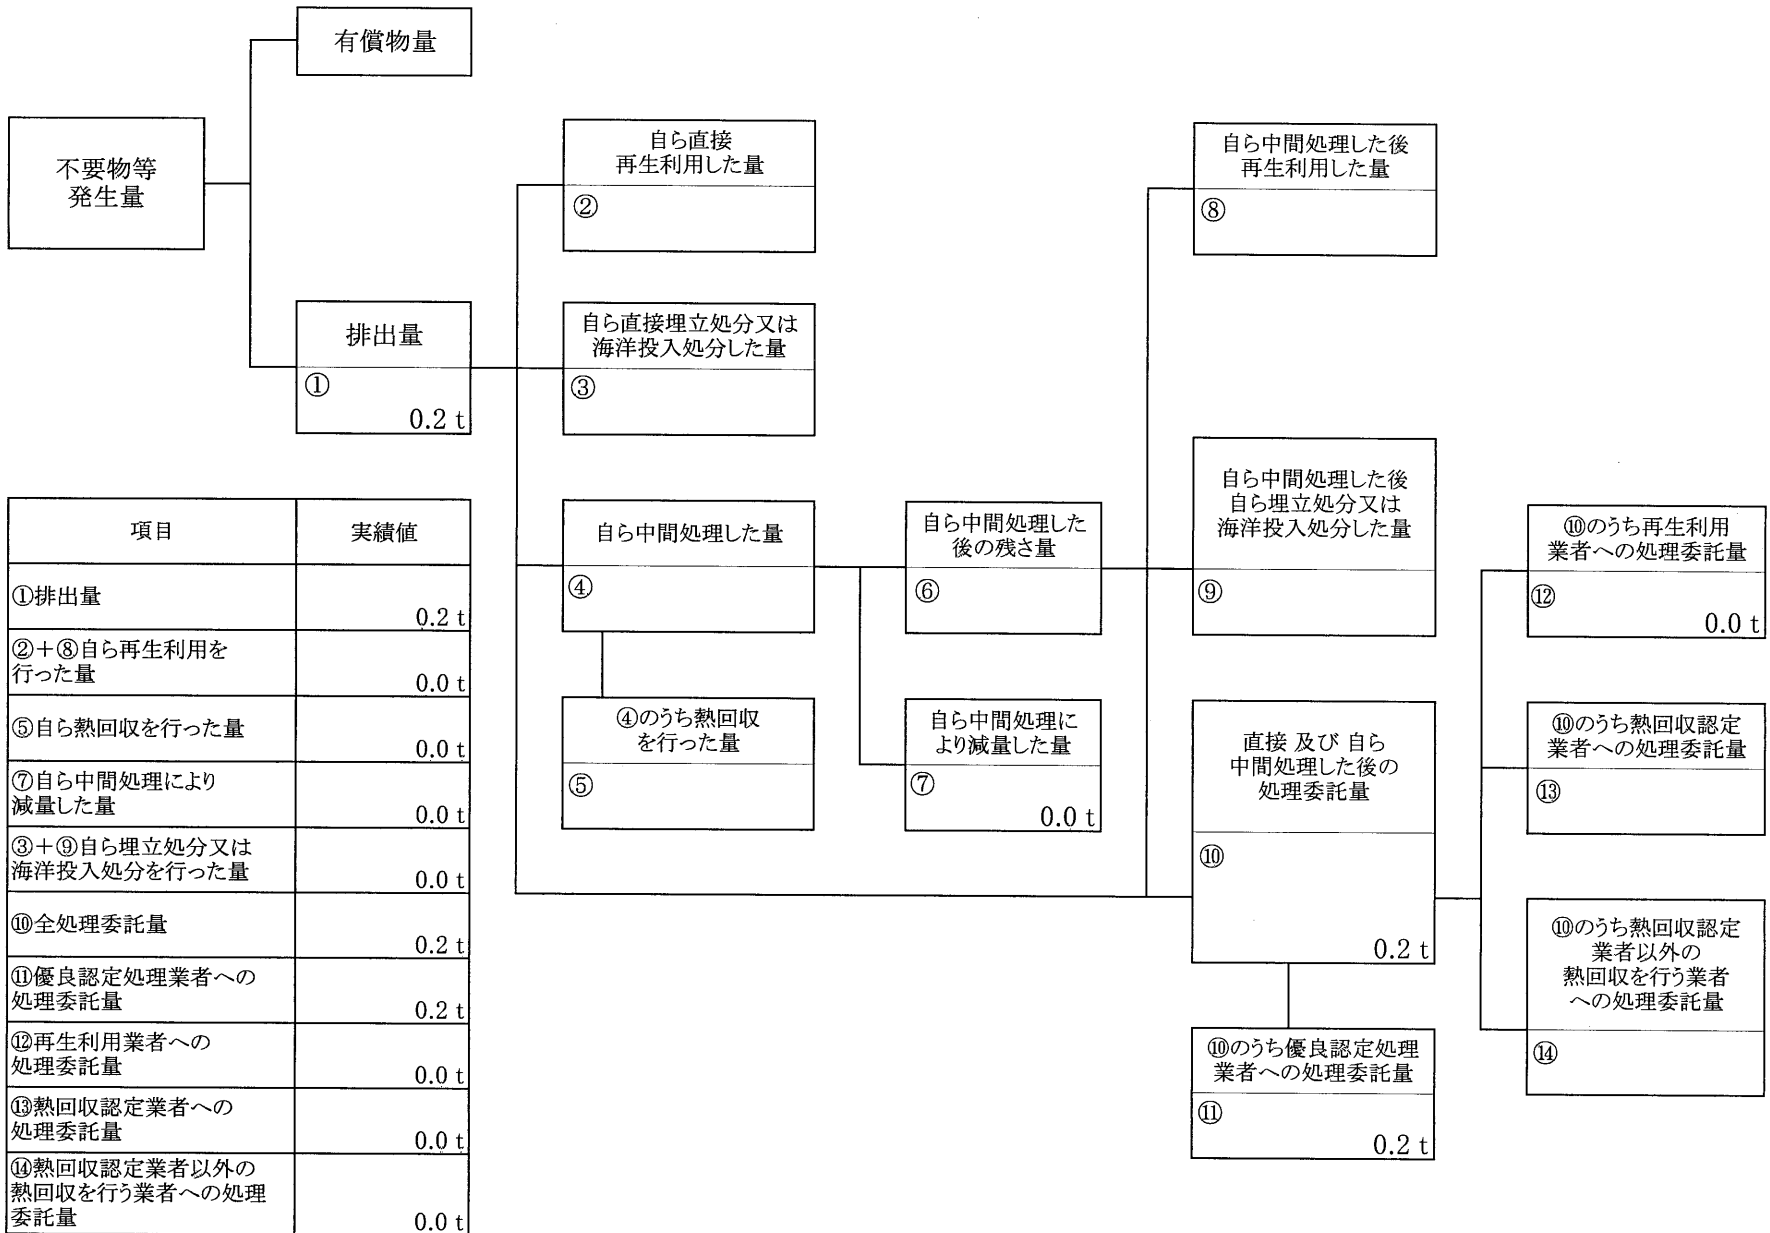 有償物量
不要物等
発生量
排出量
①
0.2 t
自ら直接
再生利用した量
②
自ら直接埋立処分又は
海洋投入処分した量
③
自ら中間処理した量
④
④のうち熱回収
を行った量
⑤
自ら中間処理した
後の残さ量
⑥
自ら中間処理に
より減量した量
⑦
0.0 t
自ら中間処理した後
再生利用した量
⑧
自ら中間処理した後
自ら埋立処分又は
海洋投入処分した量
⑨
直接 及び 自ら
中間処理した後の
処理委託量
⑩
0.2 t
⑩のうち優良認定処理
業者への処理委託量
⑪
0.2 t
⑩のうち再生利用
業者への処理委託量
⑫
0.0 t
⑩のうち熱回収認定
業者への処理委託量
⑬
⑩のうち熱回収認定
業者以外の
熱回収を行う業者
への処理委託量
⑭
項目 実績値
①排出量
0.2 t
②+⑧自ら再生利用を
行った量
0.0 t
⑤自ら熱回収を行った量
0.0 t
⑦自ら中間処理により
減量した量
0.0 t
③+⑨自ら埋立処分又は
海洋投入処分を行った量
0.0 t
⑩全処理委託量
0.2 t
⑪優良認定処理業者への
処理委託量
0.2 t
⑫再生利用業者への
処理委託量
0.0 t
⑬熱回収認定業者への
処理委託量
0.0 t
⑭熱回収認定業者以外の
熱回収を行う業者への処理
委託量
0.0 t